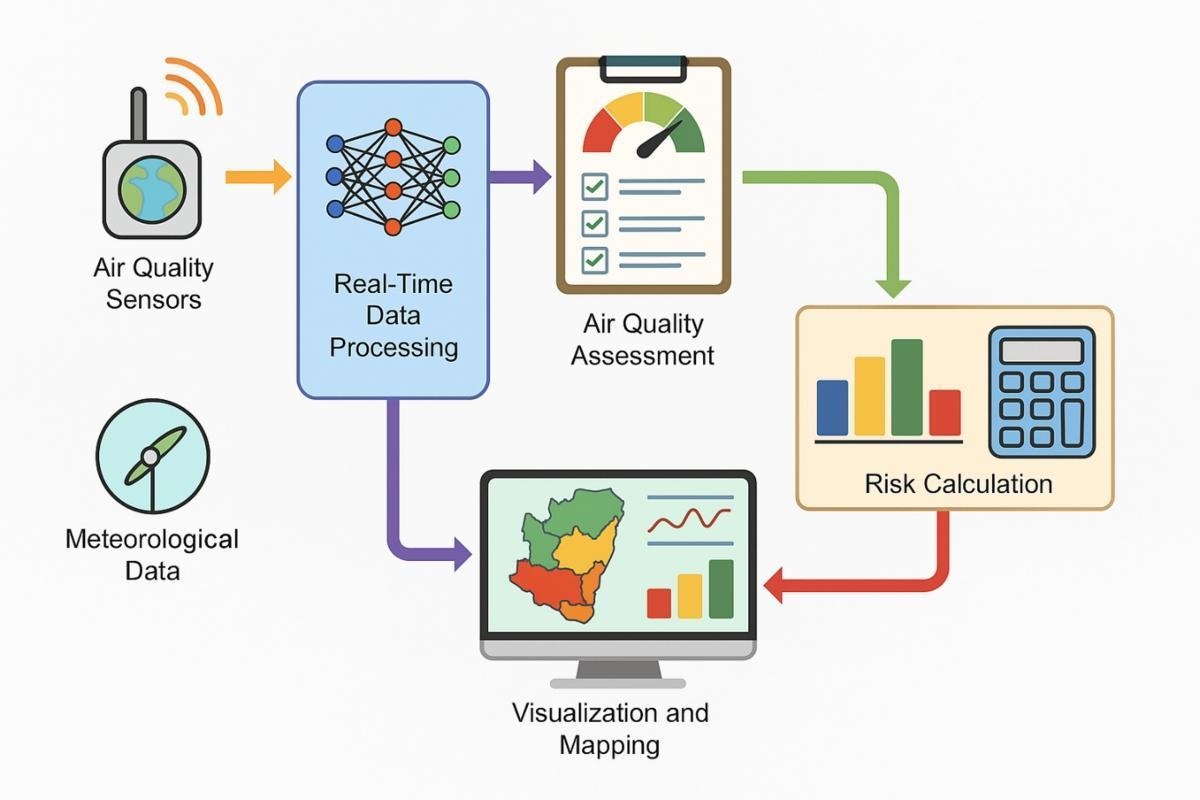 Air Quality
Sensors
Real-Time
Data
Processing
Air Quality
Assessment
Risk Calculation
Meteorological
Data
Visualization and
Mapping